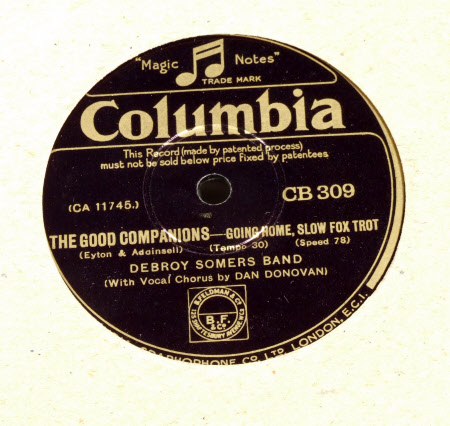 "Magic Notes"
TRADE MARK
Columbia
This Record (made by patented process)
must not be sold below price fixed by patentees
(CA 11745.)
CB 309
THE GOOD COMPANIONS—GOING HOME, SLOW FOX TROT
(Eyton & Addinsell) (Tempo 30) (Speed 78)
DEBROY SOMERS BAND
(With Vocal Chorus by DAN DONOVAN)
B. FELDMAN & Co
B.F. & Co
LONDON, E.C.1.